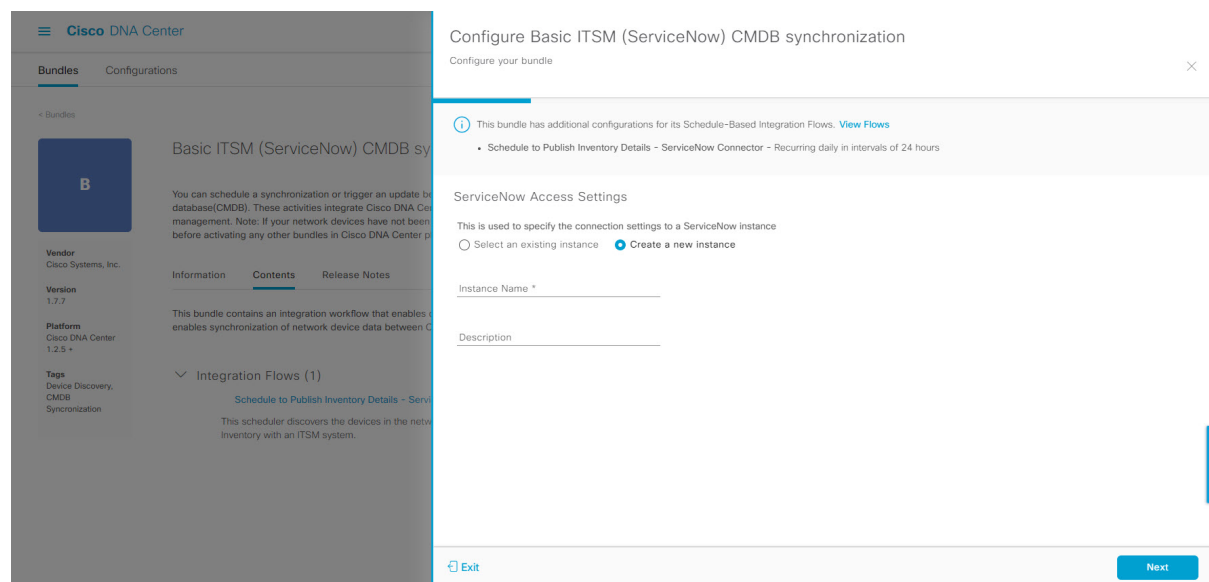 Cisco DNA Center
Bundles Configurations
< Bundles
B
Vendor
Cisco Systems, Inc.
Version
1.7.7
Platform
Cisco DNA Center
1.2.5 +
Tags
Device Discovery,
CMDB
Syncronization
Basic ITSM (ServiceNow) CMDB sy
You can schedule a synchronization or trigger an update be
database(CMDB). These activities integrate Cisco DNA Cen
management. Note: If your network devices have not been
before activating any other bundles in Cisco DNA Center p
Information Contents Release Notes
This bundle contains an integration workflow that enables
enables synchronization of network device data between C
Integration Flows (1)
Schedule to Publish Inventory Details - Servi
This scheduler discovers the devices in the netw
Inventory with an ITSM system.
Configure Basic ITSM (ServiceNow) CMDB synchronization
Configure your bundle
This bundle has additional configurations for its Schedule-Based Integration Flows. View Flows
• Schedule to Publish Inventory Details - ServiceNow Connector - Recurring daily in intervals of 24 hours
ServiceNow Access Settings
This is used to specify the connection settings to a ServiceNow instance
Select an existing instance Create a new instance
Instance Name *
Description
Exit
Next